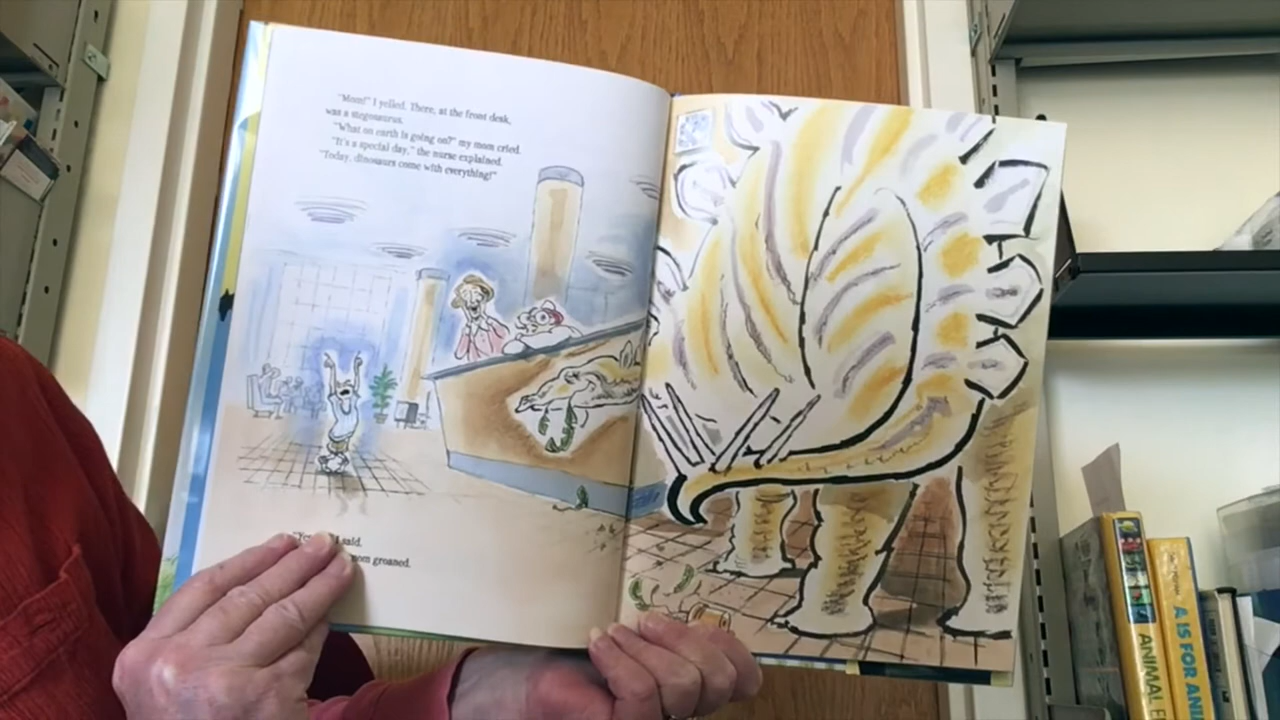 "Mom!" I yelled. There, at the front desk,
was a stegosaurus.
"What on earth is going on?" my mom cried.
"It's a special day," the nurse explained.
"Today, dinosaurs come with everything!"
said.
mom groaned.
ANIMAL
A IS FOR ANI